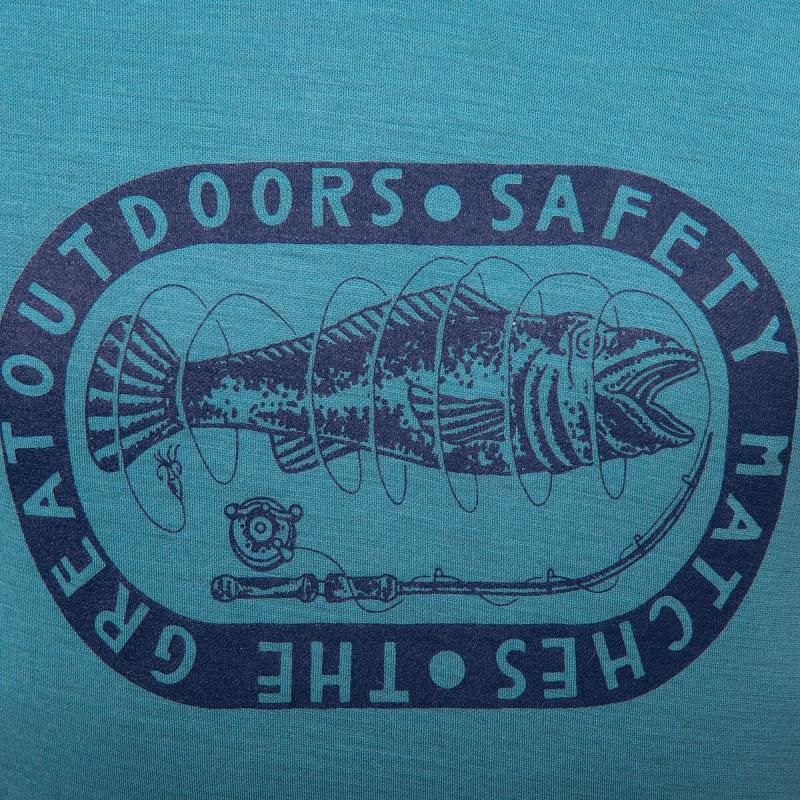 THE GREAT OUTDOORS • SAFETY MATCHES •